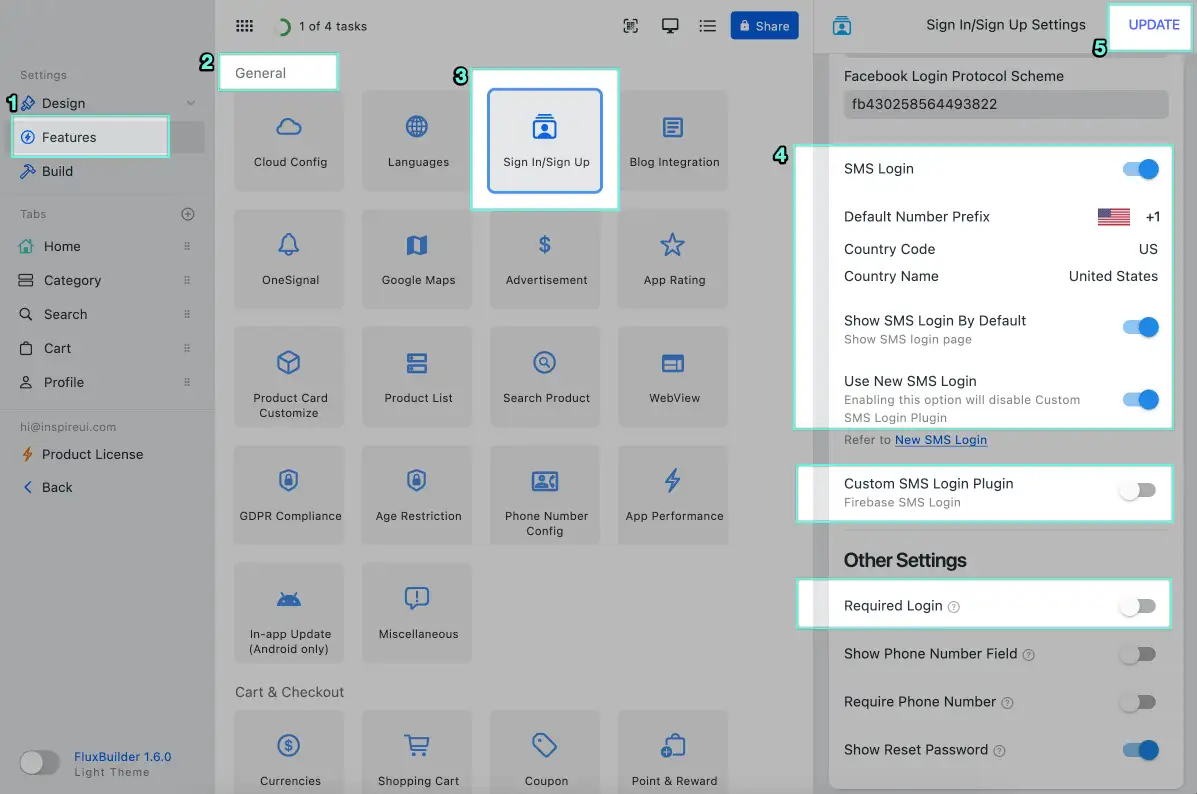 1 of 4 tasks
Share
Sign In/Sign Up Settings
UPDATE
5
Settings
1
Design
Features
Build
Tabs
Home
Category
Search
Cart
Profile
hi@inspireui.com
Product License
Back
FluxBuilder 1.6.0
Light Theme
2
General
3
Cloud Config
Languages
Sign In/Sign Up
Blog Integration
OneSignal
Google Maps
Advertisement
App Rating
Product Card
Customize
Product List
Search Product
WebView
GDPR Compliance
Age Restriction
Phone Number
Config
App Performance
In-app Update
(Android only)
Miscellaneous
Cart & Checkout
Currencies
Shopping Cart
Coupon
Point & Reward
Facebook Login Protocol Scheme
fb430258564493822
4
SMS Login
Default Number Prefix +1
Country Code US
Country Name United States
Show SMS Login By Default
Show SMS login page
Use New SMS Login
Enabling this option will disable Custom
SMS Login Plugin
Refer to New SMS Login
Custom SMS Login Plugin
Firebase SMS Login
Other Settings
Required Login ?
Show Phone Number Field ?
Require Phone Number ?
Show Reset Password ?